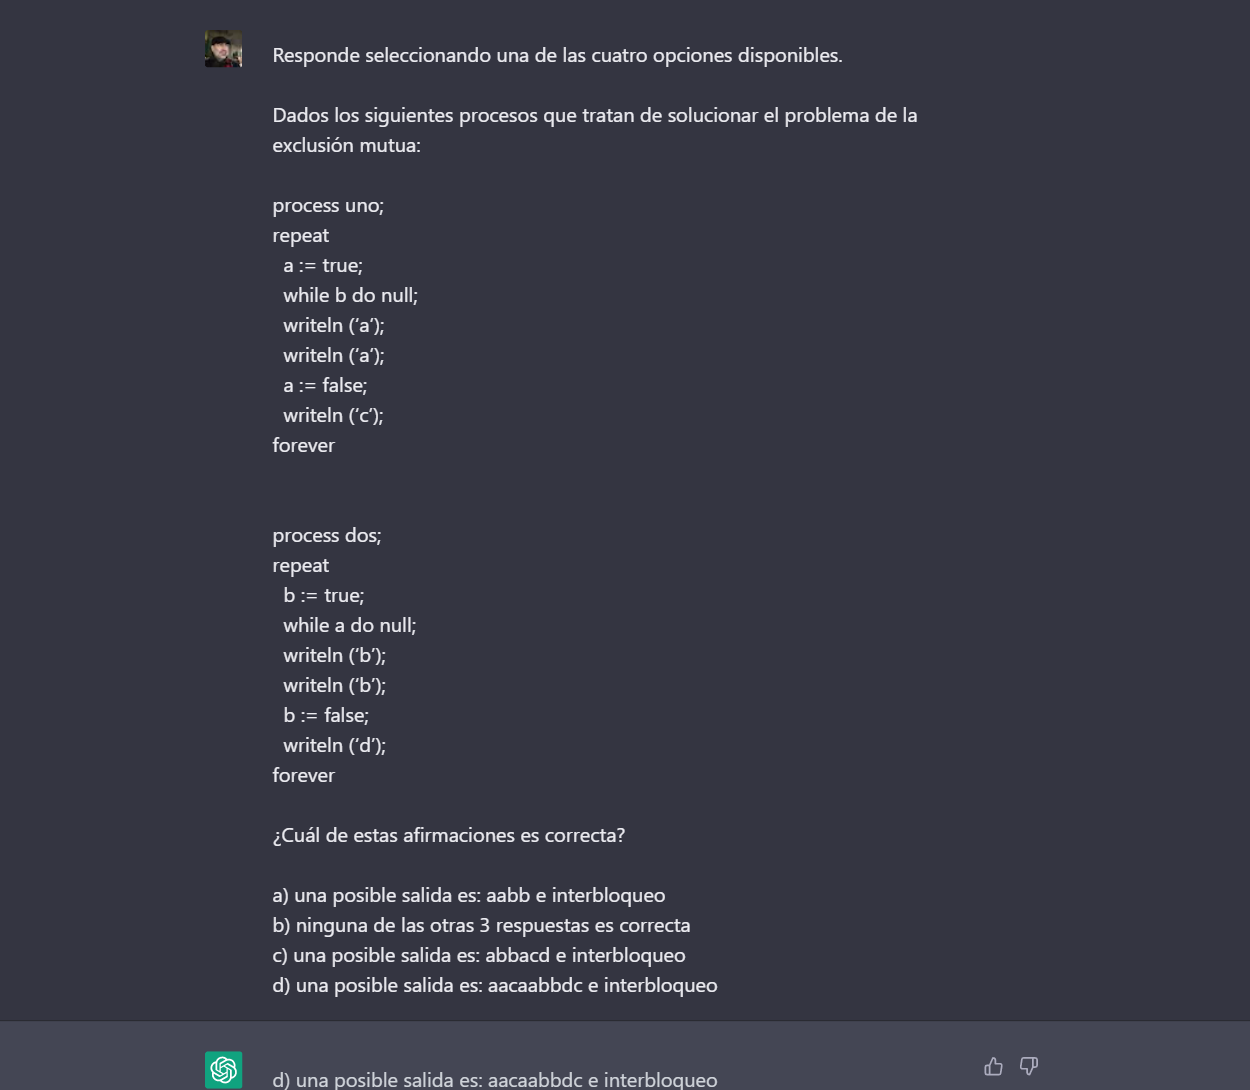 Responde seleccionando una de las cuatro opciones disponibles.
Dados los siguientes procesos que tratan de solucionar el problema de la
exclusión mutua:
process uno;
repeat
a := true;
while b do null;
writeln (‘a’);
writeln (‘a’);
a := false;
writeln (‘c’);
forever
process dos;
repeat
b := true;
while a do null;
writeln (‘b’);
writeln (‘b’);
b := false;
writeln (‘d’);
forever
¿Cuál de estas afirmaciones es correcta?
a) una posible salida es: aabb e interbloqueo
b) ninguna de las otras 3 respuestas es correcta
c) una posible salida es: abbacd e interbloqueo
d) una posible salida es: aacaabbdc e interbloqueo
d) una posible salida es: aacaabbdc e interbloqueo